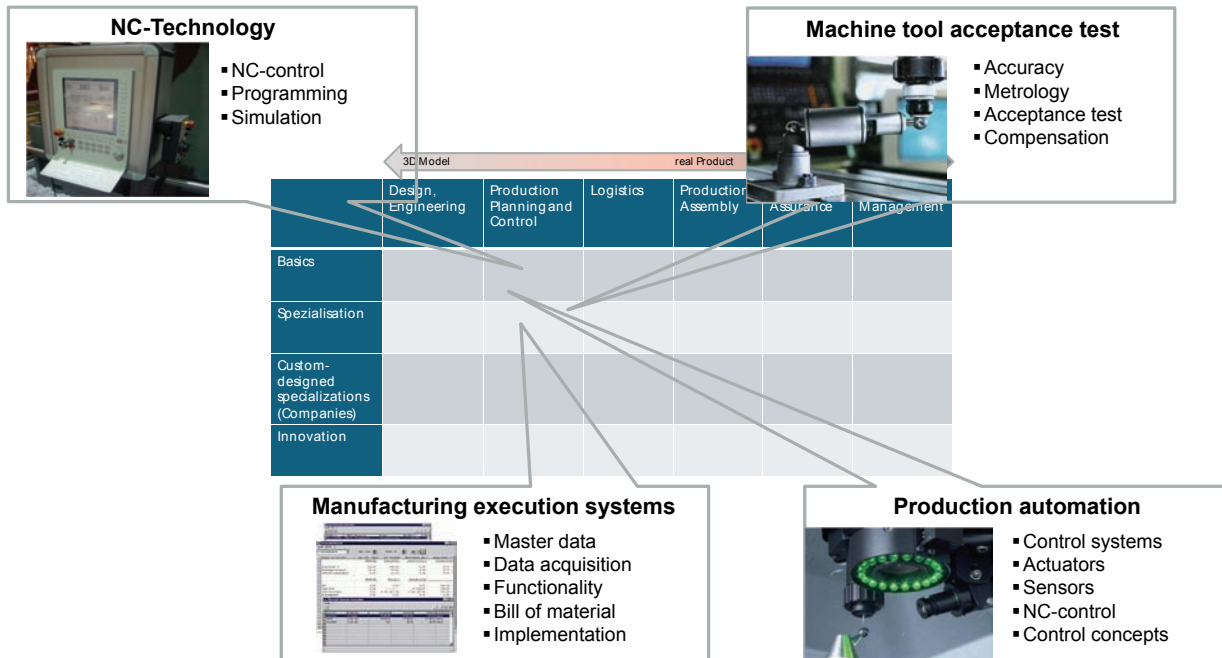 NC-Technology
NC-control
Programming
Simulation
Machine tool acceptance test
Accuracy
Metrology
Acceptance test
Compensation
3D Model
real Product
Design,
Engineering
Production
Planning and
Control
Logistics
Production
Assembly
Assurance
Management
Basics
Spezialisation
Custom-
designed
specializations
(Companies)
Innovation
Manufacturing execution systems
Master data
Data acquisition
Functionality
Bill of material
Implementation
Production automation
Control systems
Actuators
Sensors
NC-control
Control concepts